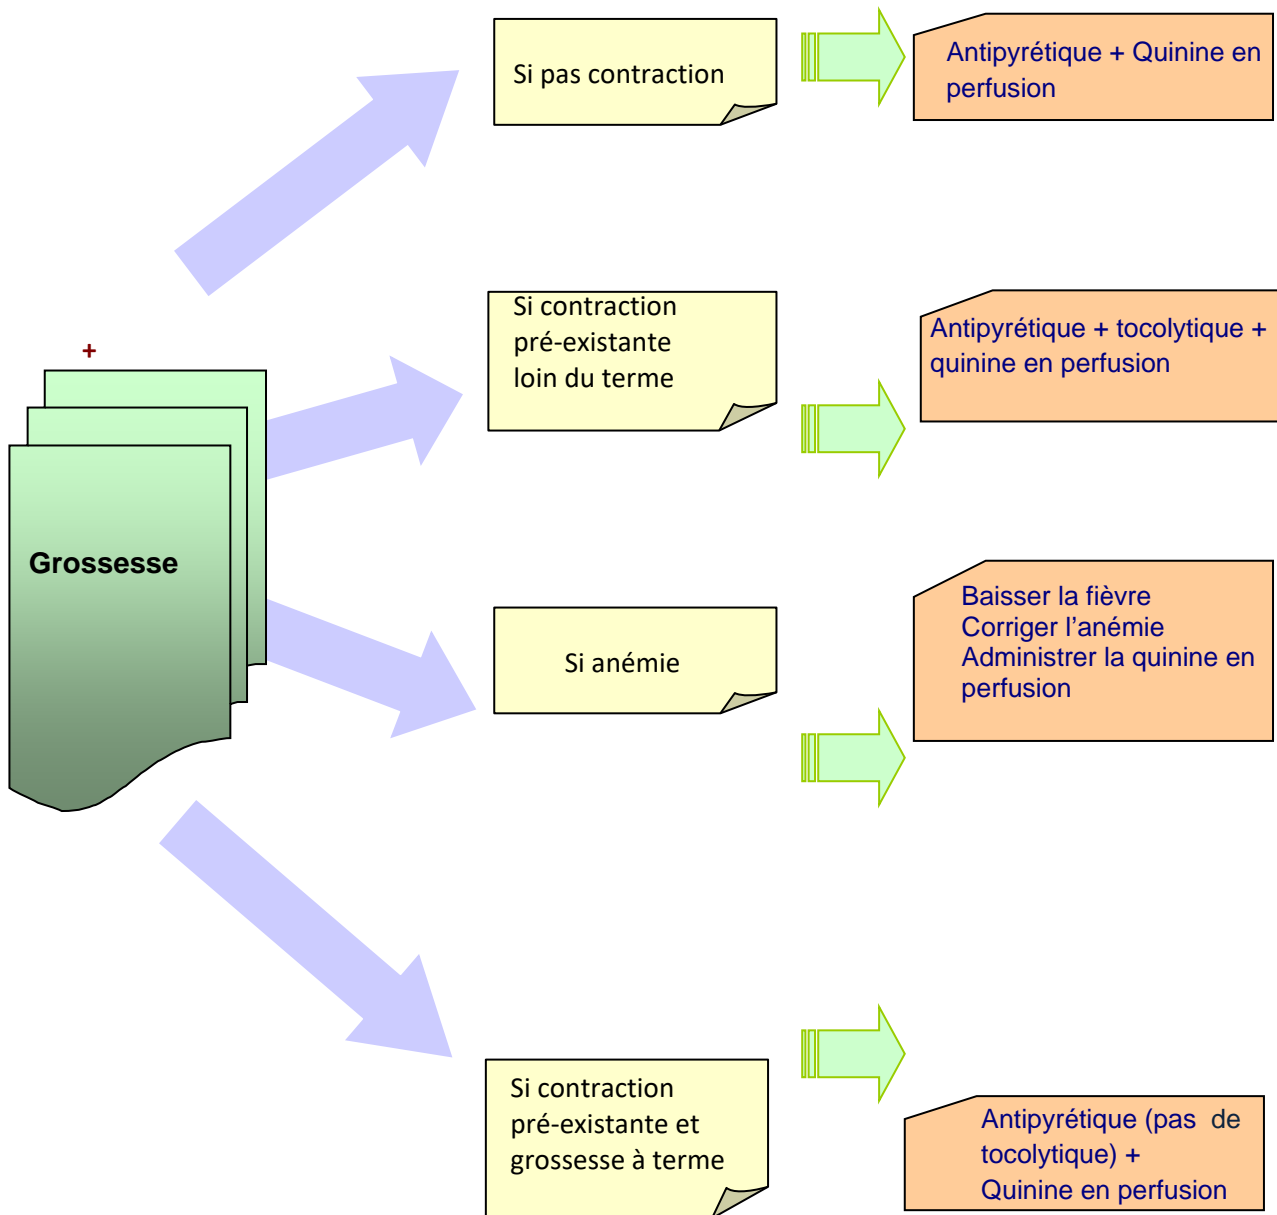 Si pas contraction
Antipyrétique + Quinine en
perfusion
Si contraction
pré-existante
loin du terme
Antipyrétique + tocolytique +
quinine en perfusion
+
Grossesse
Si anémie
Baisser la fièvre
Corriger l’anémie
Administrer la quinine en
perfusion
Si contraction
pré-existante et
grossesse à terme
Antipyrétique (pas de
tocolytique) +
Quinine en perfusion